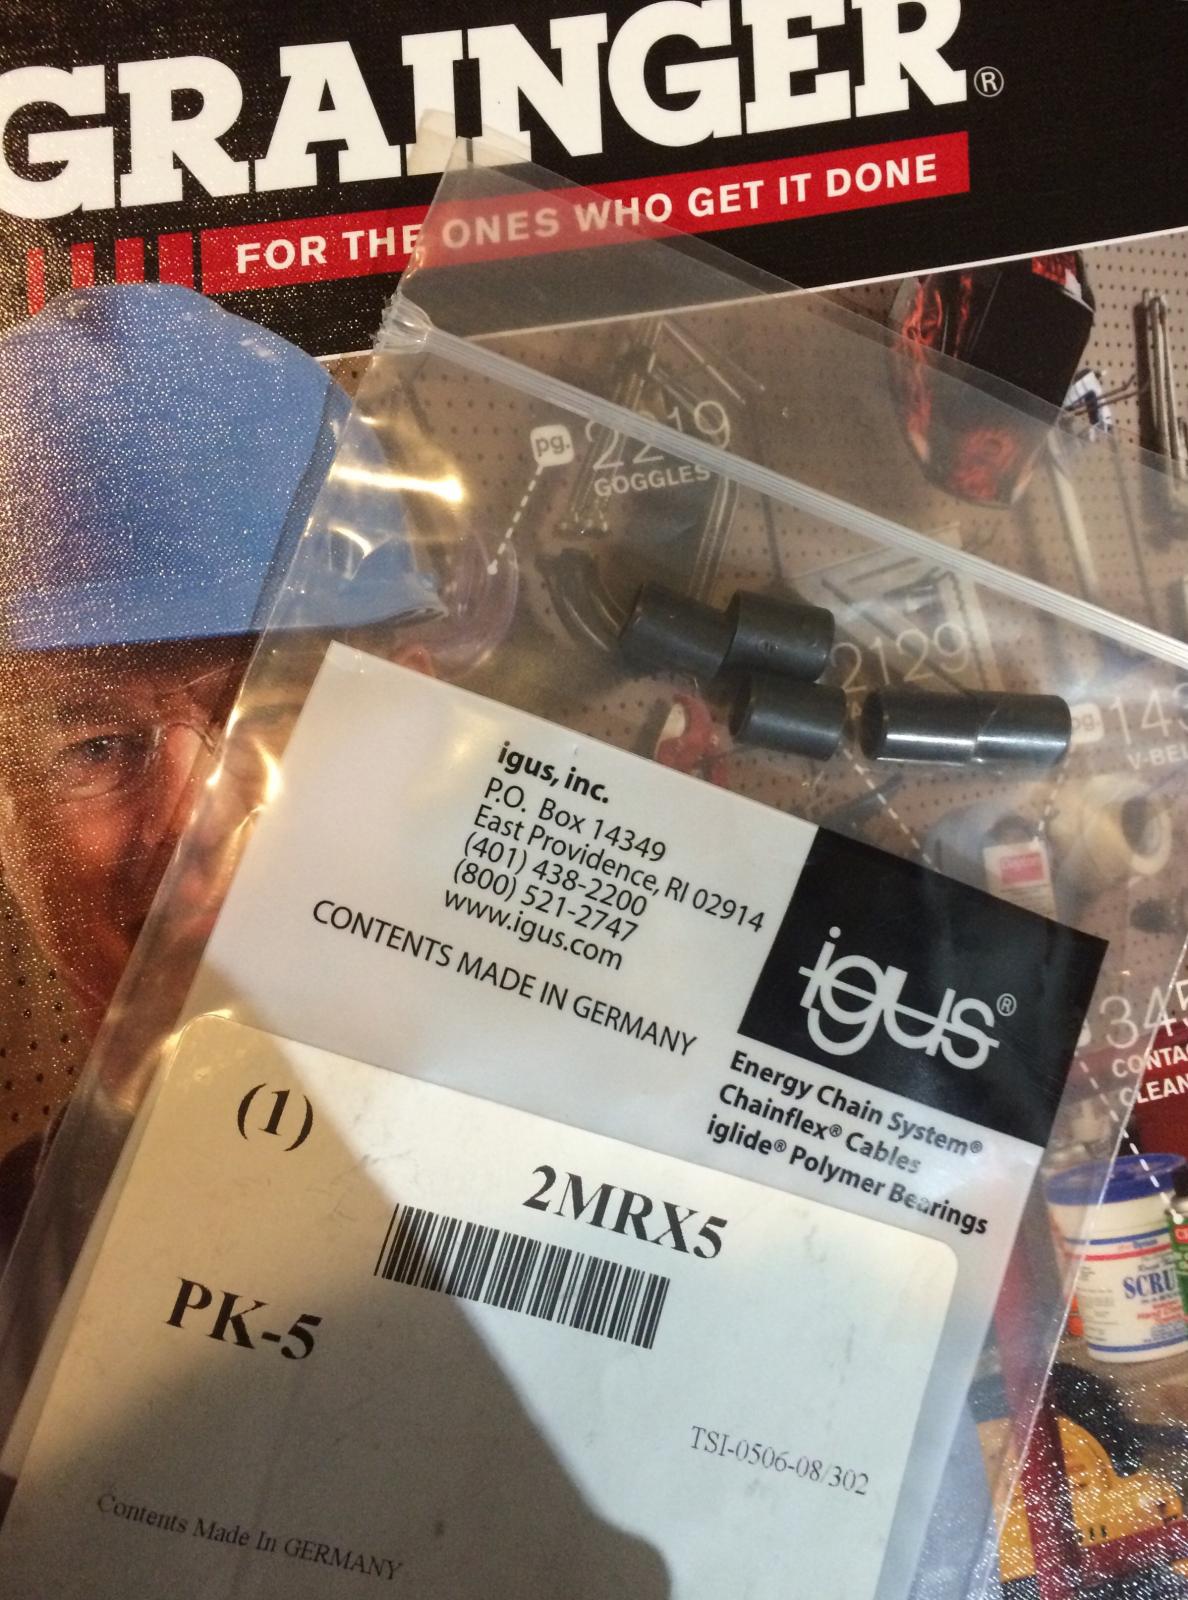 GRAINGER®
FOR THE ONES WHO GET IT DONE
pg. 2219
GOGGLES
2129
pg. 143
V-BEL
igus, inc.
P.O. Box 14349
East Providence, RI 02914
(401) 438-2200
(800) 521-2747
www.igus.com
CONTENTS MADE IN GERMANY
igus®
Energy Chain System®
Chainflex® Cables
iglide® Polymer Bearings
345
CONTA
CLEAN
SCRU
(1)
2MRX5
PK-5
TSI-0506-08/302
Contents Made In GERMANY